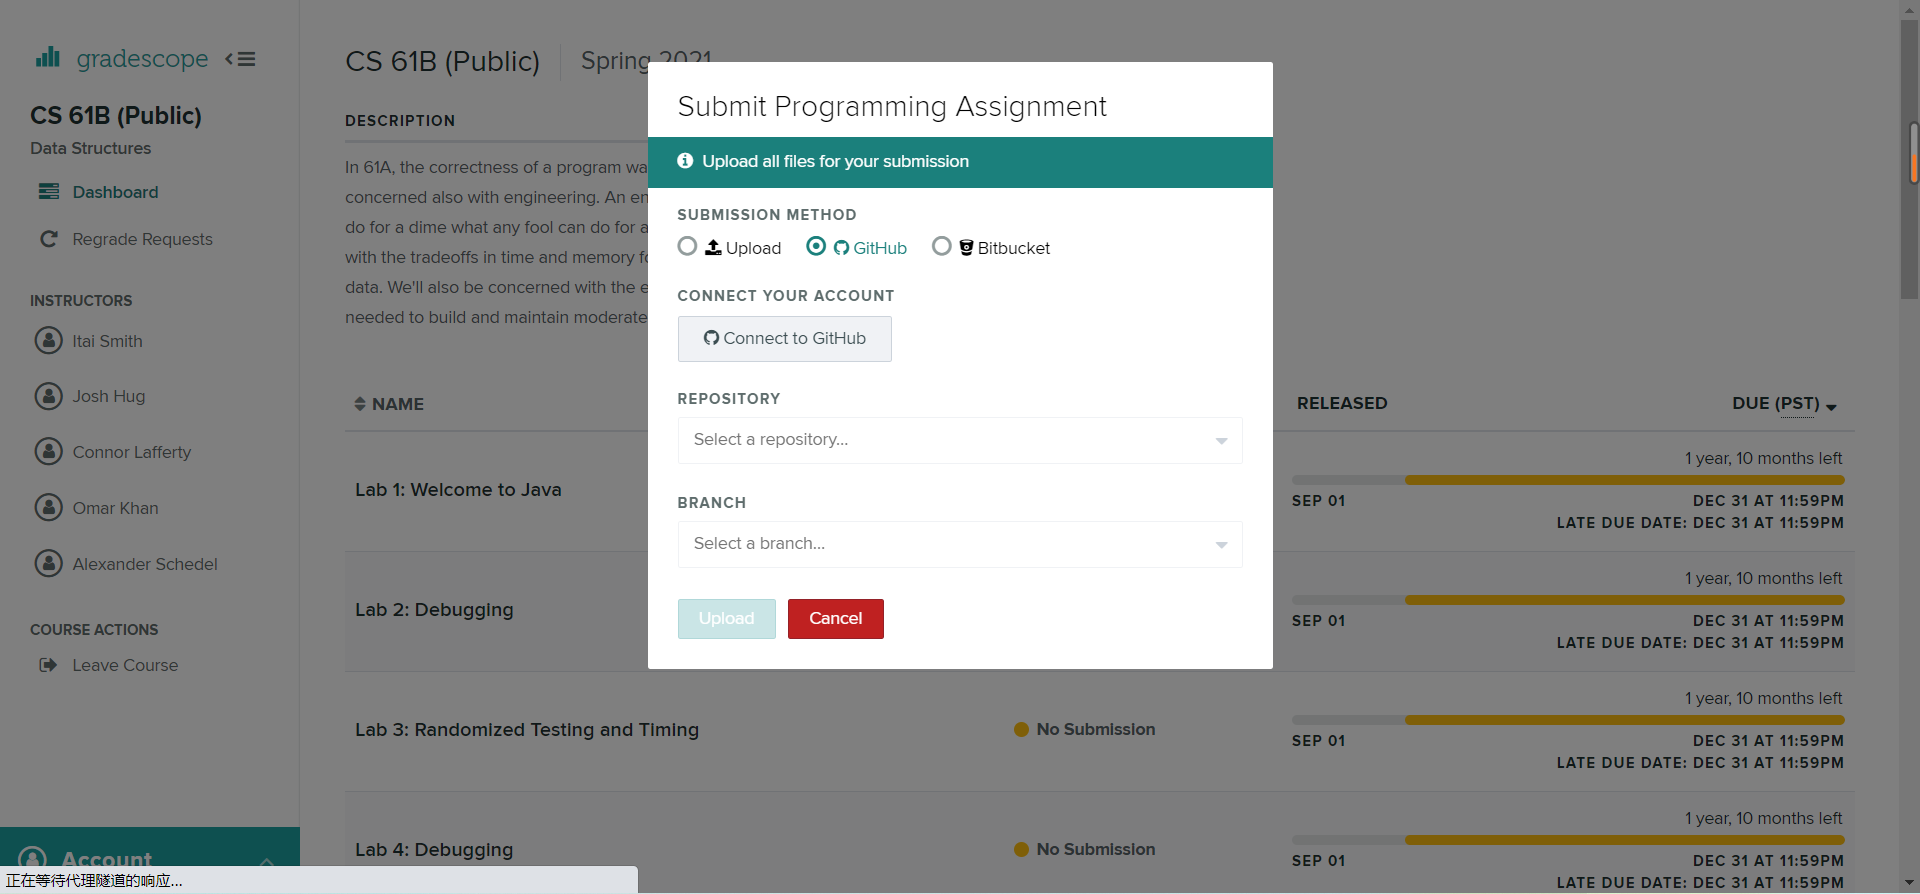 gradescope
CS 61B (Public)
Data Structures
Dashboard
Regrade Requests
INSTRUCTORS
Itai Smith
Josh Hug
Connor Lafferty
Omar Khan
Alexander Schedel
COURSE ACTIONS
Leave Course
Account
正在等待代理隧道的响应...
CS 61B (Public)
Spring 2021
DESCRIPTION
In 61A, the correctness of a program
concerned also with engineering. An
do for a dime what any fool can do for
with the tradeoffs in time and memory
data. We'll also be concerned with the
needed to build and maintain
NAME
RELEASED
DUE (PST)
Lab 1: Welcome to Java
1 year, 10 months left
SEP 01
DEC 31 AT 11:59PM
LATE DUE DATE: DEC 31 AT 11:59PM
Lab 2: Debugging
1 year, 10 months left
SEP 01
DEC 31 AT 11:59PM
LATE DUE DATE: DEC 31 AT 11:59PM
Lab 3: Randomized Testing and Timing
No Submission
1 year, 10 months left
SEP 01
DEC 31 AT 11:59PM
LATE DUE DATE: DEC 31 AT 11:59PM
Lab 4: Debugging
No Submission
1 year, 10 months left
SEP 01
DEC 31 AT 11:59PM
LATE DUE DATE: DEC 31 AT 11:59PM
Submit Programming Assignment
Upload all files for your submission
SUBMISSION METHOD
Upload
GitHub
Bitbucket
CONNECT YOUR ACCOUNT
Connect to GitHub
REPOSITORY
Select a repository...
BRANCH
Select a branch...
Upload
Cancel